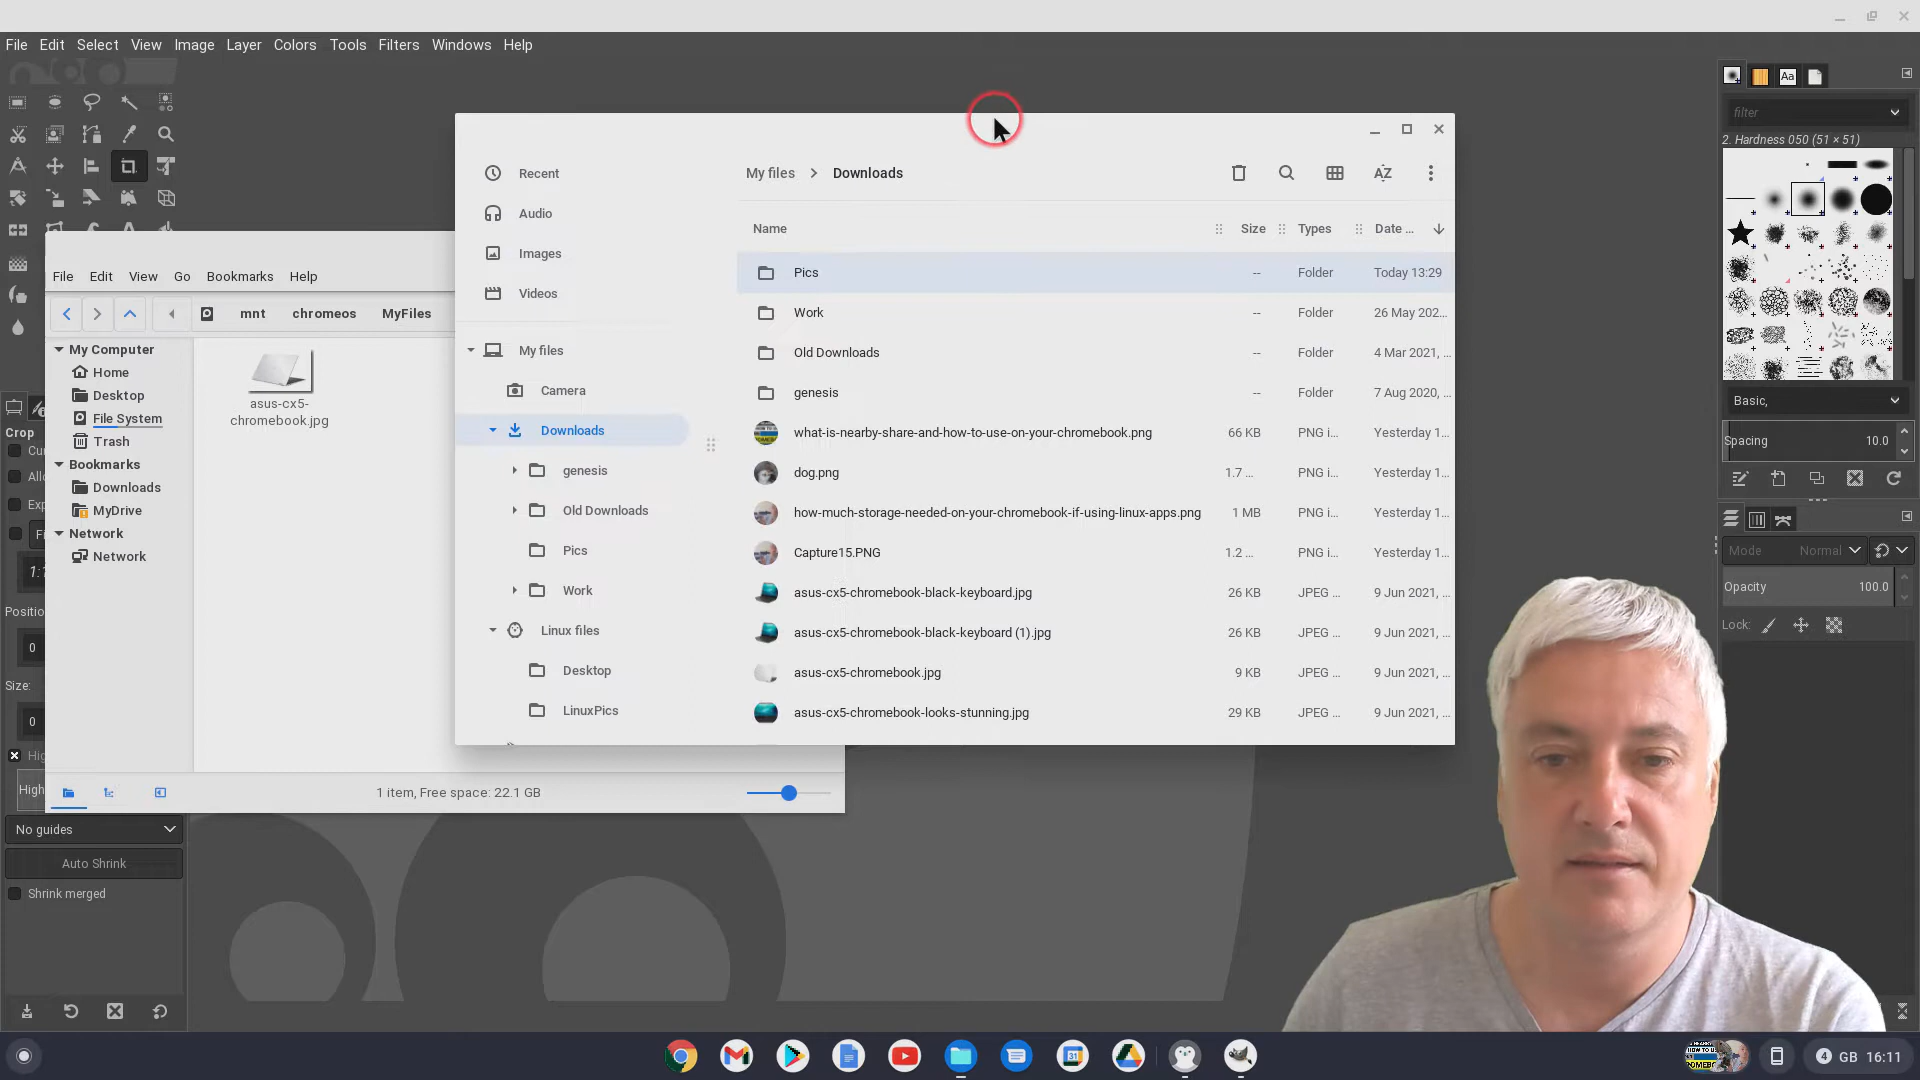 File Edit Select View Image Layer Colors Tools Filters Windows Help
filter
2. Hardness 050 (51 × 51)
Basic,
Spacing 10.0
Mode Normal
Opacity 100.0
Lock:
Crop
1:
Positio
0
Size:
0
High
No guides
Auto Shrink
Shrink merged
File Edit View Go Bookmarks Help
mnt chromeos MyFiles
My Computer
Home
Desktop
File System
Trash
Bookmarks
Downloads
MyDrive
Network
Network
asus-cx5-
chromebook.jpg
1 item, Free space: 22.1 GB
Recent
Audio
Images
Videos
My files
Camera
Downloads
genesis
Old Downloads
Pics
Work
Linux files
Desktop
LinuxPics
My files > Downloads
AZ
Name Size Types Date ...
Pics -- Folder Today 13:29
Work -- Folder 26 May 202...
Old Downloads -- Folder 4 Mar 2021, ...
genesis -- Folder 7 Aug 2020, ...
what-is-nearby-share-and-how-to-use-on-your-chromebook.png 66 KB PNG i... Yesterday 1...
dog.png 1.7 ... PNG i... Yesterday 1...
how-much-storage-needed-on-your-chromebook-if-using-linux-apps.png 1 MB PNG i... Yesterday 1...
Capture15.PNG 1.2 ... PNG i... Yesterday 1...
asus-cx5-chromebook-black-keyboard.jpg 26 KB JPEG ... 9 Jun 2021, ...
asus-cx5-chromebook-black-keyboard (1).jpg 26 KB JPEG ... 9 Jun 2021, ...
asus-cx5-chromebook.jpg 9 KB JPEG ... 9 Jun 2021, ...
asus-cx5-chromebook-looks-stunning.jpg 29 KB JPEG ... 9 Jun 2021, ...
31
4 GB 16:11